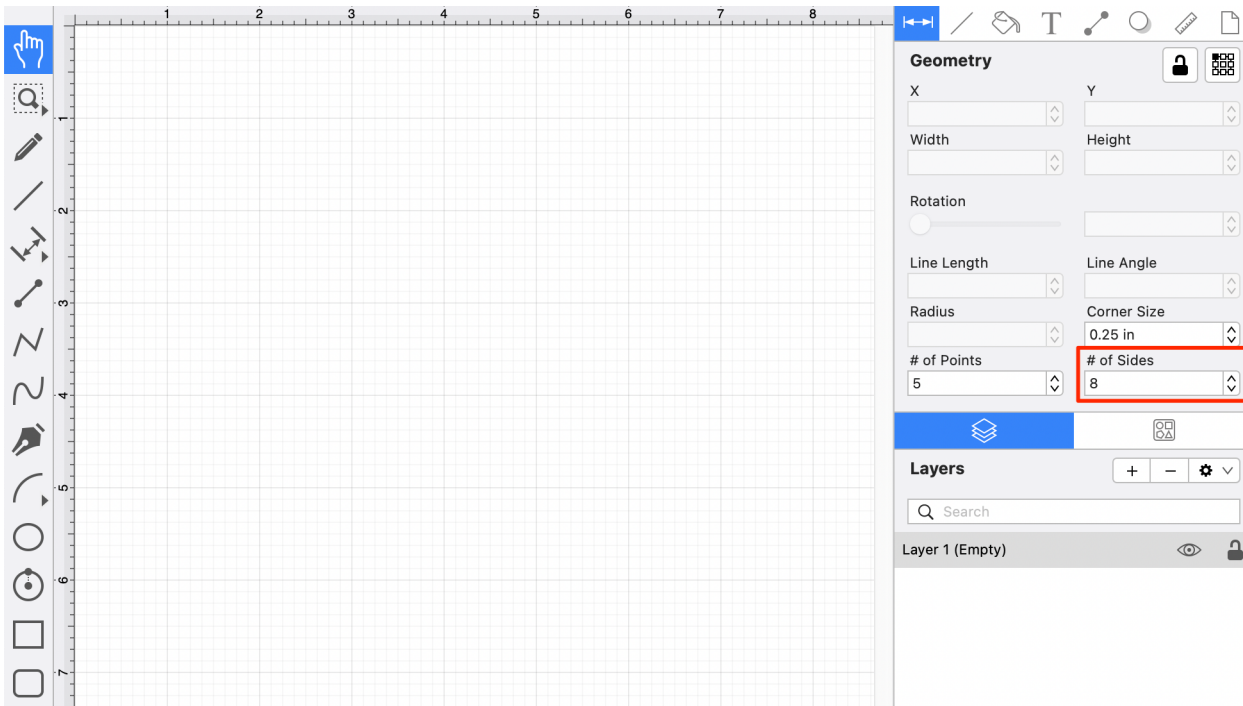 1 2 3 4 5 6 7 8
1
2
3
4
5
6
7
T
Geometry
X Y
Width Height
Rotation
Line Length Line Angle
Radius Corner Size
0.25 in
# of Points # of Sides
5 8
Layers
Search
Layer 1 (Empty)